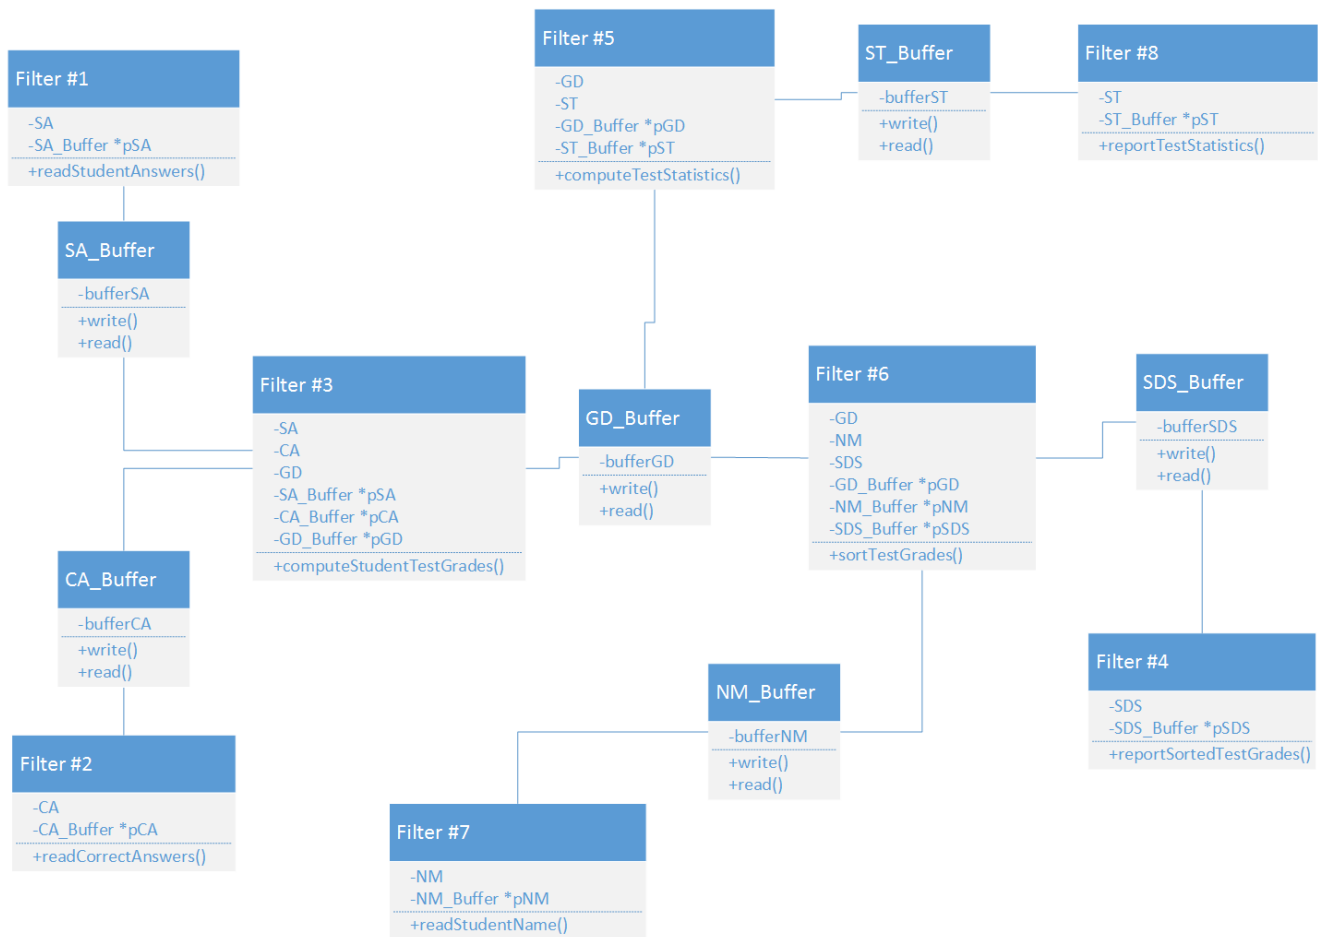 Filter #1
-SA
-SA_Buffer *pSA
+readStudentAnswers()
SA_Buffer
-bufferSA
+write()
+read()
Filter #5
-GD
-ST
-GD_Buffer *pGD
-ST_Buffer *pST
+computeTestStatistics()
ST_Buffer
-bufferST
+write()
+read()
Filter #8
-ST
-ST_Buffer *pST
+reportTestStatistics()
Filter #3
-SA
-CA
-GD
-SA_Buffer *pSA
-CA_Buffer *pCA
-GD_Buffer *pGD
+computeStudentTestGrades()
GD_Buffer
-bufferGD
+write()
+read()
Filter #6
-GD
-NM
-SDS
-GD_Buffer *pGD
-NM_Buffer *pNM
-SDS_Buffer *pSDS
+sortTestGrades()
SDS_Buffer
-bufferSDS
+write()
+read()
CA_Buffer
-bufferCA
+write()
+read()
Filter #2
-CA
-CA_Buffer *pCA
+readCorrectAnswers()
NM_Buffer
-bufferNM
+write()
+read()
Filter #4
-SDS
-SDS_Buffer *pSDS
+reportSortedTestGrades()
Filter #7
-NM
-NM_Buffer *pNM
+readStudentName()